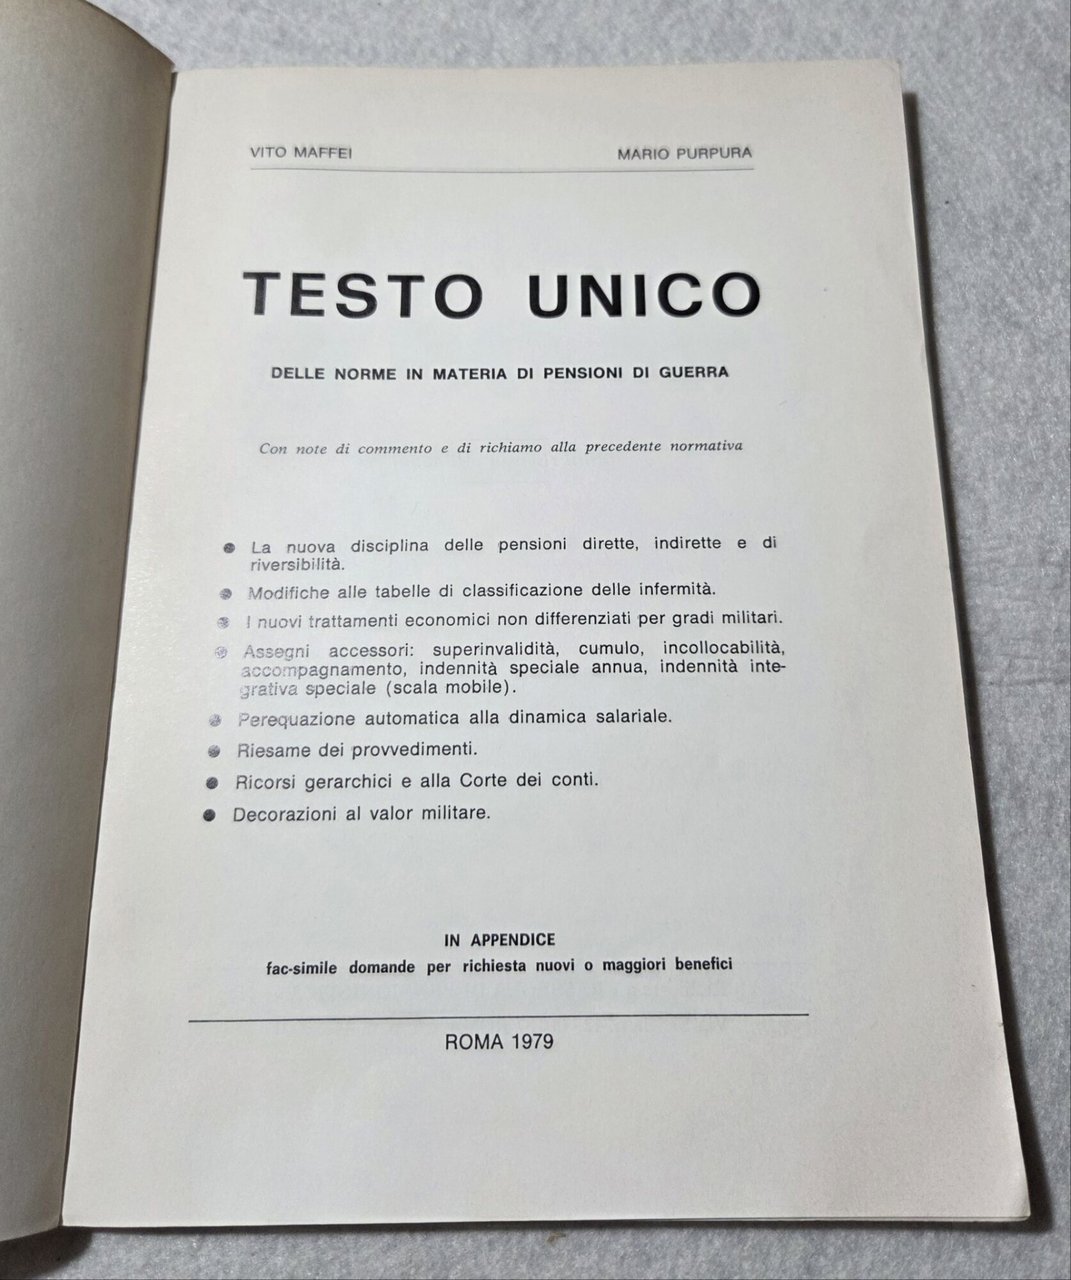 VITO MAFFEI MARIO PURPURA
TESTO UNICO
DELLE NORME IN MATERIA DI PENSIONI DI GUERRA
Con note di commento e di richiamo alla precedente normativa
● La nuova disciplina delle pensioni dirette, indirette e di
riversibilità.
● Modifiche alle tabelle di classificazione delle infermità.
● I nuovi trattamenti economici non differenziati per gradi militari.
● Assegni accessori: superinvalidità, cumulo, incollocabilità,
accompagnamento, indennità speciale annua, indennità inte-
grativa speciale (scala mobile).
● Perequazione automatica alla dinamica salariale.
● Riesame dei provvedimenti.
● Ricorsi gerarchici e alla Corte dei conti.
● Decorazioni al valor militare.
IN APPENDICE
fac-simile domande per richiesta nuovi o maggiori benefici
ROMA 1979